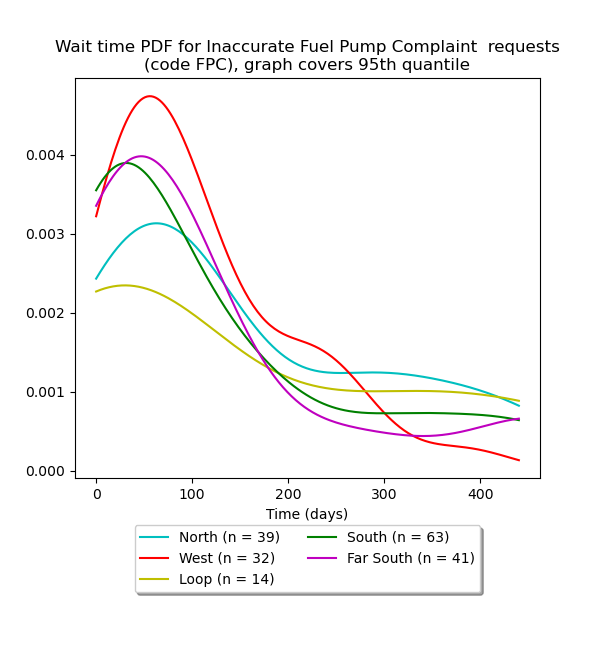 Wait time PDF for Inaccurate Fuel Pump Complaint  requests
(code FPC), graph covers 95th quantile
0.004
0.003
0.002
0.001
0.000
0 100 200 300 400
Time (days)
North (n = 39) South (n = 63)
West (n = 32) Far South (n = 41)
Loop (n = 14)